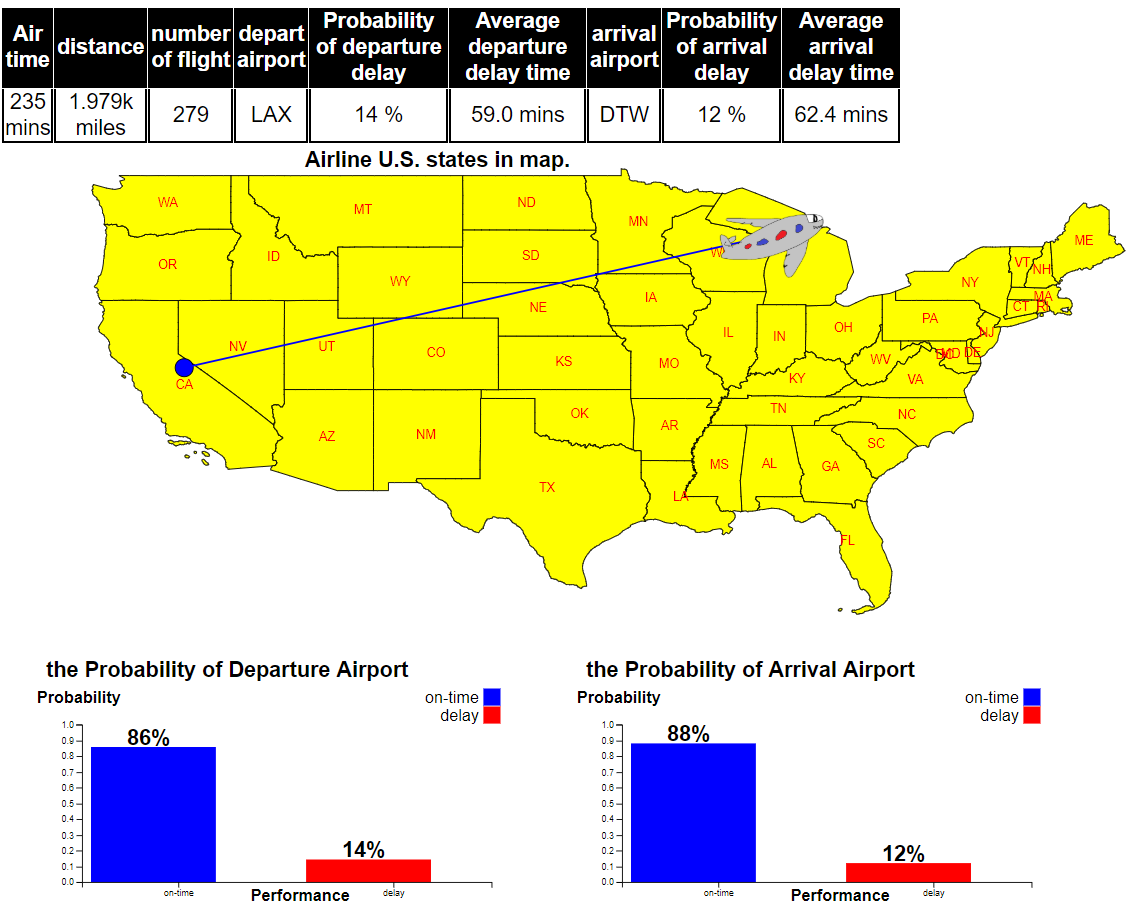 Air time
distance
number of flight
depart airport
Probability of departure delay
Average departure delay time
arrival airport
Probability of arrival delay
Average arrival delay time
235 mins
1.979k miles
279
LAX
14 %
59.0 mins
DTW
12 %
62.4 mins
Airline U.S. states in map.
WA
MT
ND
MN
ME
OR
ID
SD
VT
NH
WY
NY
NE
IA
MA
CT
RI
NV
UT
CO
IL
IN
OH
PA
NJ
KS
MO
WV
MD
DE
CA
KY
VA
AZ
NM
OK
AR
TN
NC
SC
TX
MS
AL
GA
LA
FL
the Probability of Departure Airport
Probability
on-time
delay
1.0
0.9
0.8
0.7
0.6
0.5
0.4
0.3
0.2
0.1
0.0
86%
14%
on-time
delay
Performance
the Probability of Arrival Airport
Probability
on-time
delay
1.0
0.9
0.8
0.7
0.6
0.5
0.4
0.3
0.2
0.1
0.0
88%
12%
on-time
delay
Performance